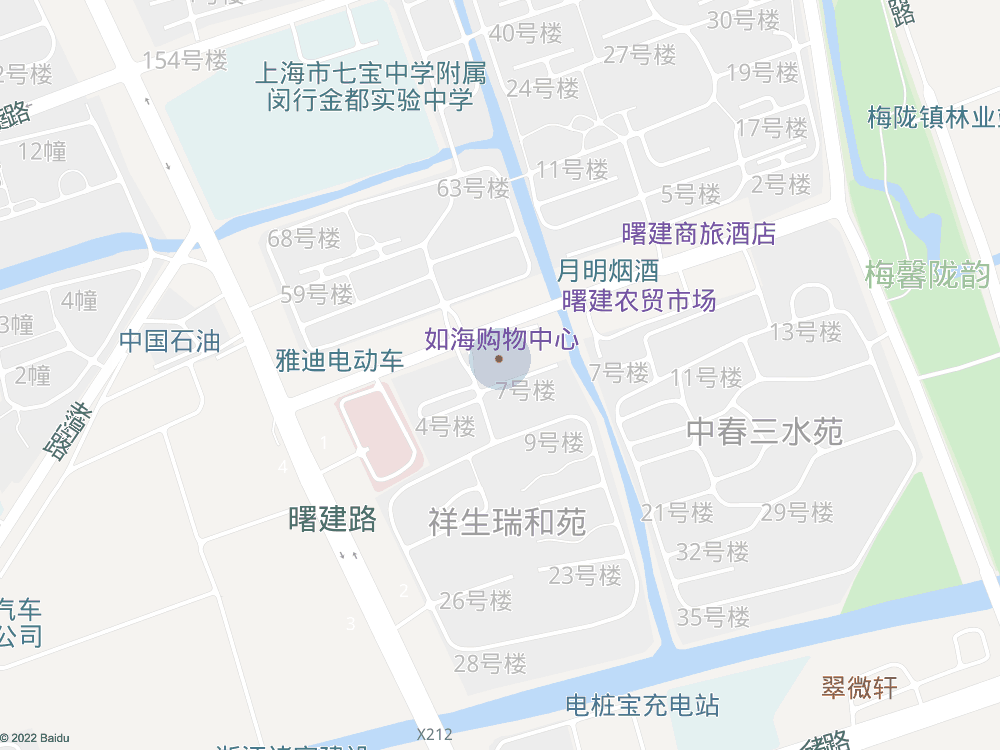 154号楼
40号楼
30号楼
路
27号楼
上海市七宝中学附属
闵行金都实验中学
2号楼
24号楼
19号楼
梅陇镇林业
17号楼
12幢
11号楼
63号楼
5号楼
2号楼
68号楼
曙建商旅酒店
月明烟酒
梅馨陇韵
59号楼
曙建农贸市场
4幢
3幢
中国石油
如海购物中心
13号楼
雅迪电动车
2幢
7号楼
7号楼
11号楼
4号楼
9号楼
中春三水苑
4
曙建路
祥生瑞和苑
21号楼
29号楼
32号楼
23号楼
2
26号楼
汽车
公司
3
35号楼
28号楼
翠微轩
电桩宝充电站
X212
路
© 2022 Baidu